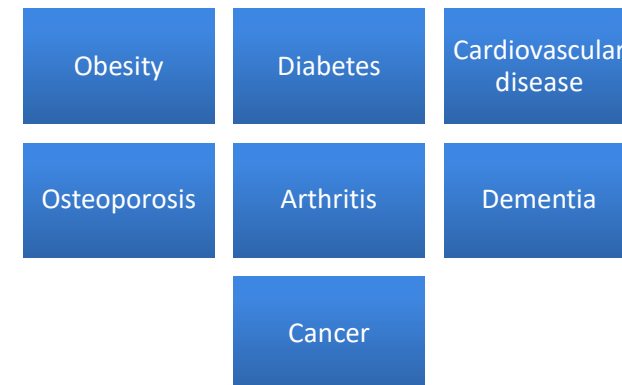 Obesity
Diabetes
Cardiovascular
disease
Osteoporosis
Arthritis
Dementia
Cancer